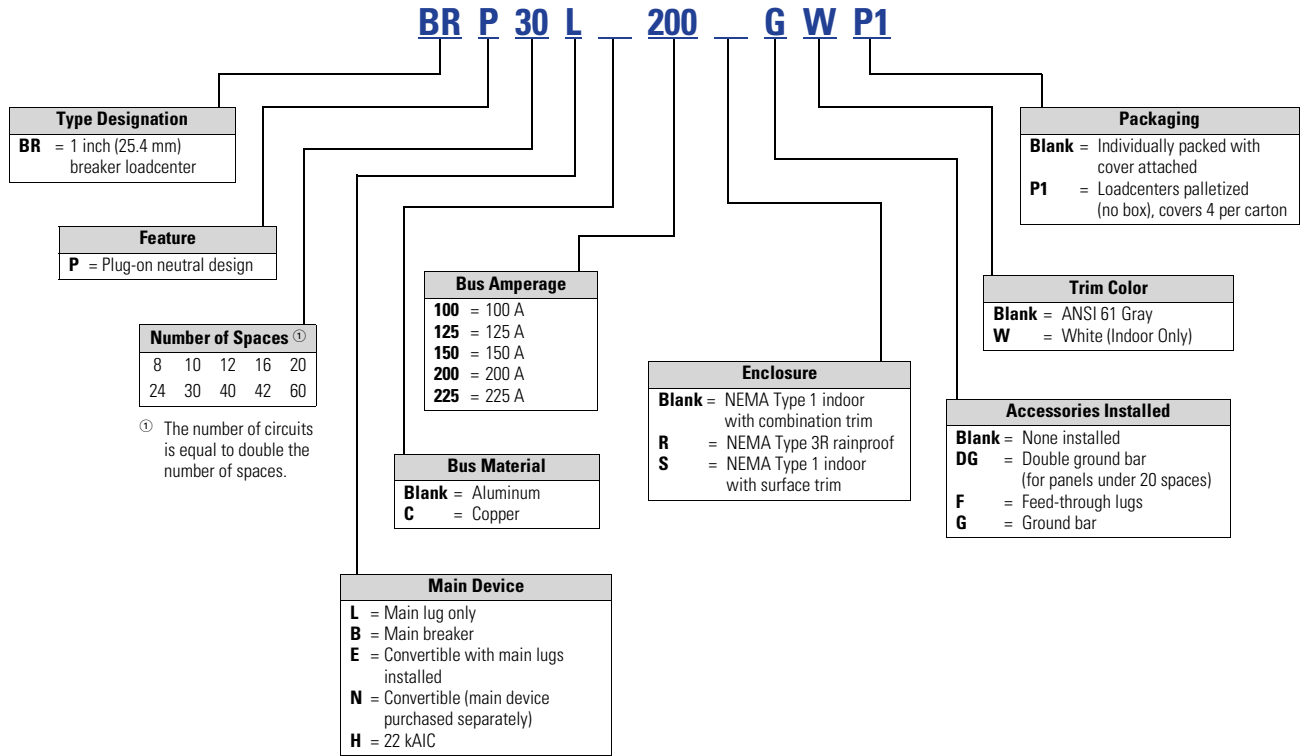 BR P 30 L __ 200 __ G W P1
Type Designation
BR = 1 inch (25.4 mm)
breaker loadcenter
Feature
P = Plug-on neutral design
Number of Spaces ①
8 10 12 16 20
24 30 40 42 60
① The number of circuits
is equal to double the
number of spaces.
Main Device
L = Main lug only
B = Main breaker
E = Convertible with main lugs
installed
N = Convertible (main device
purchased separately)
H = 22 kAIC
Bus Material
Blank = Aluminum
C = Copper
Bus Amperage
100 = 100 A
125 = 125 A
150 = 150 A
200 = 200 A
225 = 225 A
Enclosure
Blank = NEMA Type 1 indoor
with combination trim
R = NEMA Type 3R rainproof
S = NEMA Type 1 indoor
with surface trim
Accessories Installed
Blank = None installed
DG = Double ground bar
(for panels under 20 spaces)
F = Feed-through lugs
G = Ground bar
Trim Color
Blank = ANSI 61 Gray
W = White (Indoor Only)
Packaging
Blank = Individually packed with
cover attached
P1 = Loadcenters palletized
(no box), covers 4 per carton